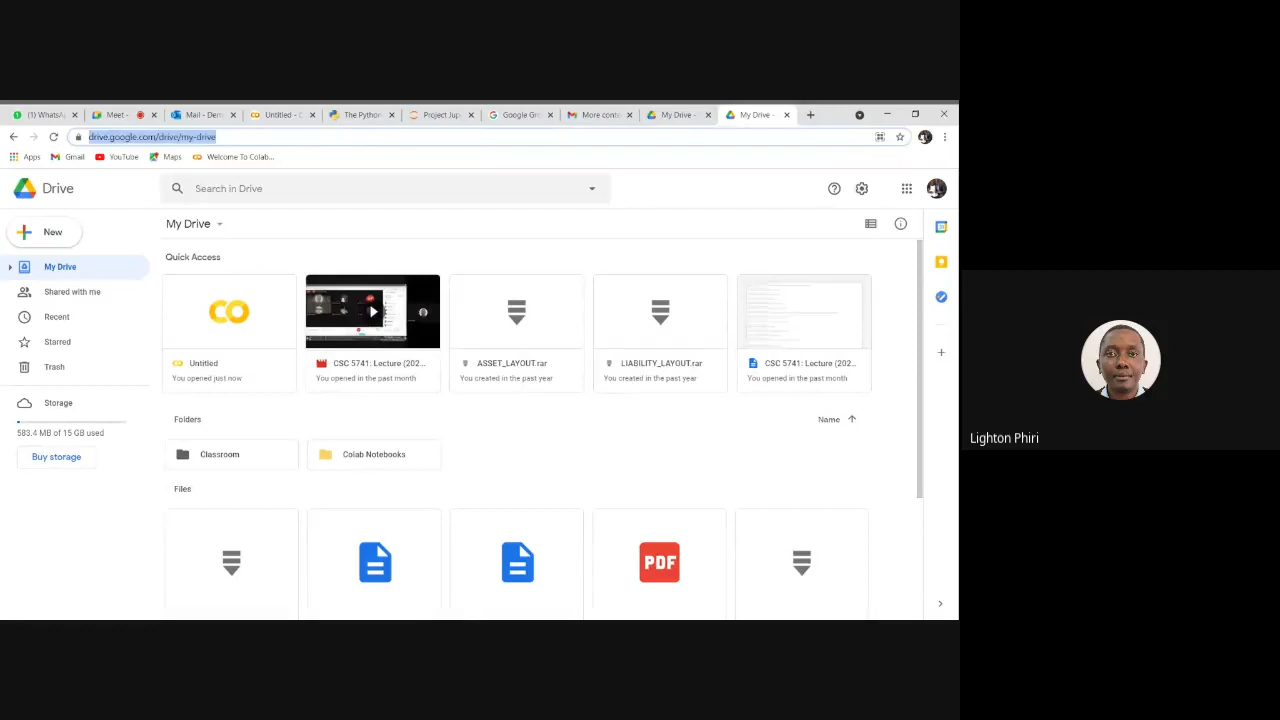 (1) WhatsA
Meet -
Mail - Den
Untitled - C
The Python
Project Jup
Google Gr
More conte
My Drive -
My Drive -
drive.google.com/drive/my-drive
Apps
Gmail
YouTube
Maps
Welcome To Colab...
Drive
Search in Drive
New
My Drive
Shared with me
Recent
Starred
Trash
Storage
583.4 MB of 15 GB used
Buy storage
My Drive
Quick Access
Untitled
You opened just now
CSC 5741: Lecture (202...
You opened in the past month
ASSET_LAYOUT.rar
You created in the past year
LIABILITY_LAYOUT.rar
You created in the past year
CSC 5741: Lecture (202...
You opened in the past month
Folders
Name
Classroom
Colab Notebooks
Files
PDF
Lighton Phiri